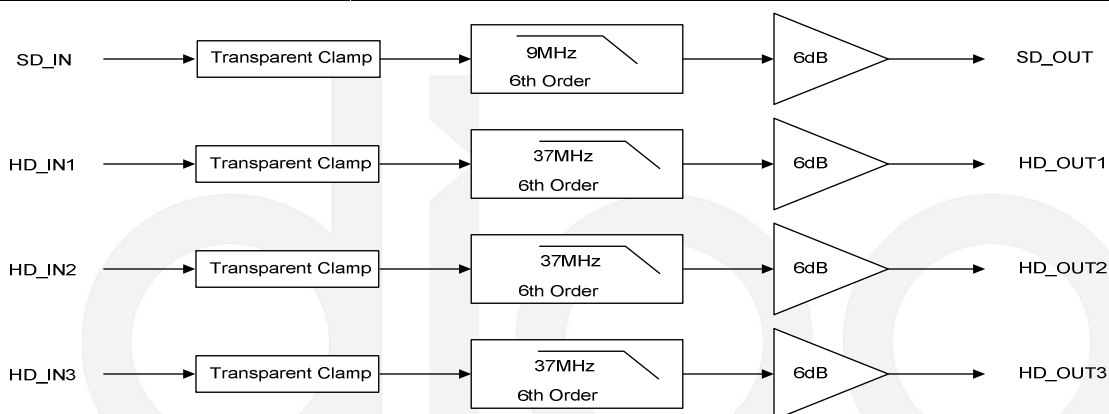 SD_IN
Transparent Clamp
9MHz
6th Order
6dB
SD_OUT
HD_IN1
Transparent Clamp
37MHz
6th Order
6dB
HD_OUT1
HD_IN2
Transparent Clamp
37MHz
6th Order
6dB
HD_OUT2
HD_IN3
Transparent Clamp
37MHz
6th Order
6dB
HD_OUT3